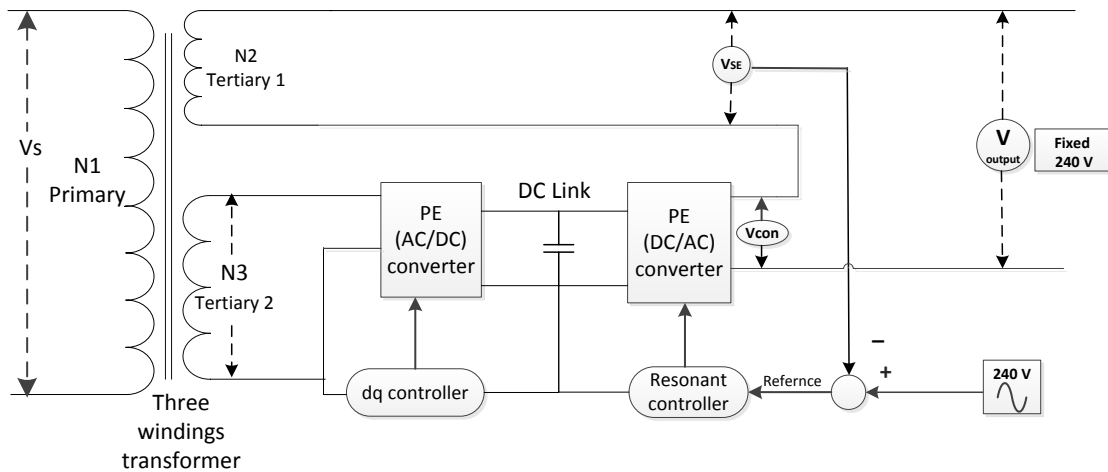 N2
Tertiary 1
VSE
Vs
N1
Primary
V
output
Fixed
240 V
DC Link
PE
(AC/DC)
converter
PE
(DC/AC)
converter
Vcon
N3
Tertiary 2
–
+
240 V
dq controller
Resonant
controller
Refernce
Three
windings
transformer